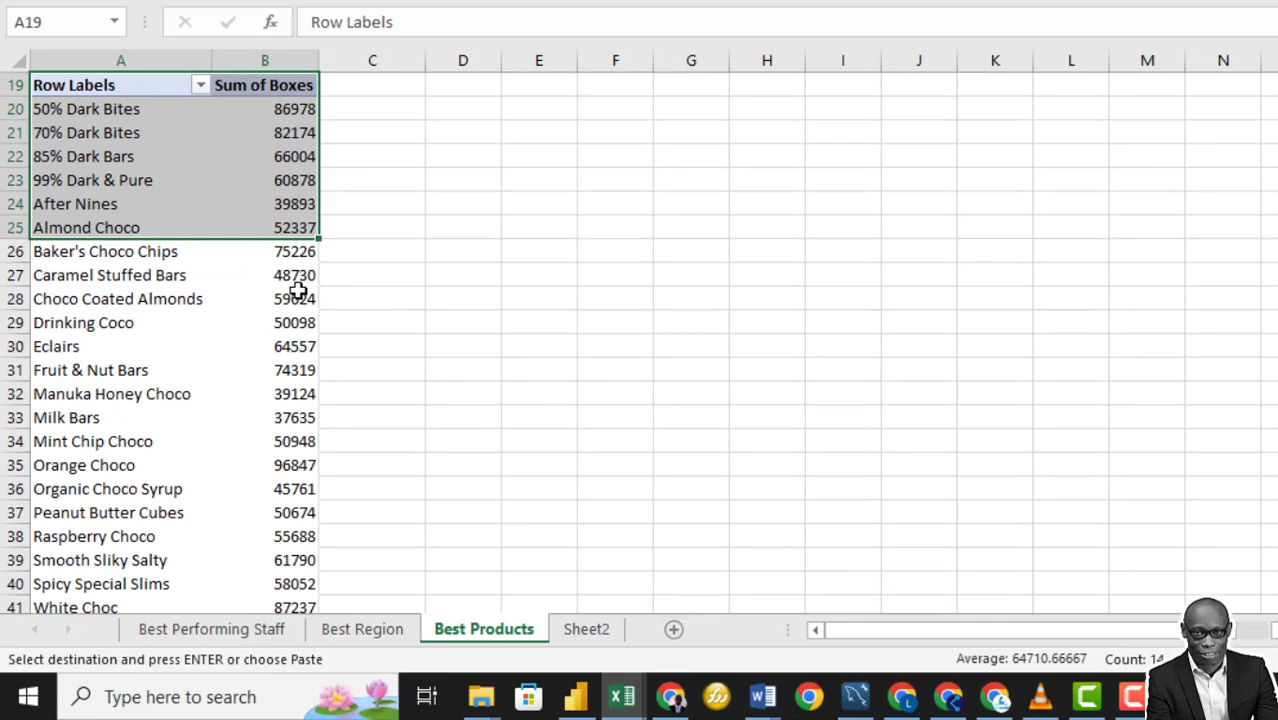 A19 fx Row Labels
A B C D E F G H I J K L M N
19 Row Labels Sum of Boxes
20 50% Dark Bites 86978
21 70% Dark Bites 82174
22 85% Dark Bars 66004
23 99% Dark & Pure 60878
24 After Nines 39893
25 Almond Choco 52337
26 Baker's Choco Chips 75226
27 Caramel Stuffed Bars 48730
28 Choco Coated Almonds
29 Drinking Coco 50098
30 Eclairs 64557
31 Fruit & Nut Bars 74319
32 Manuka Honey Choco 39124
33 Milk Bars 37635
34 Mint Chip Choco 50948
35 Orange Choco 96847
36 Organic Choco Syrup 45761
37 Peanut Butter Cubes 50674
38 Raspberry Choco 55688
39 Smooth Sliky Salty 61790
40 Spicy Special Slims 58052
41 White Choc 87237
Best Performing Staff Best Region Best Products Sheet2
Select destination and press ENTER or choose Paste Average: 64710.66667 Count: 14
Type here to search